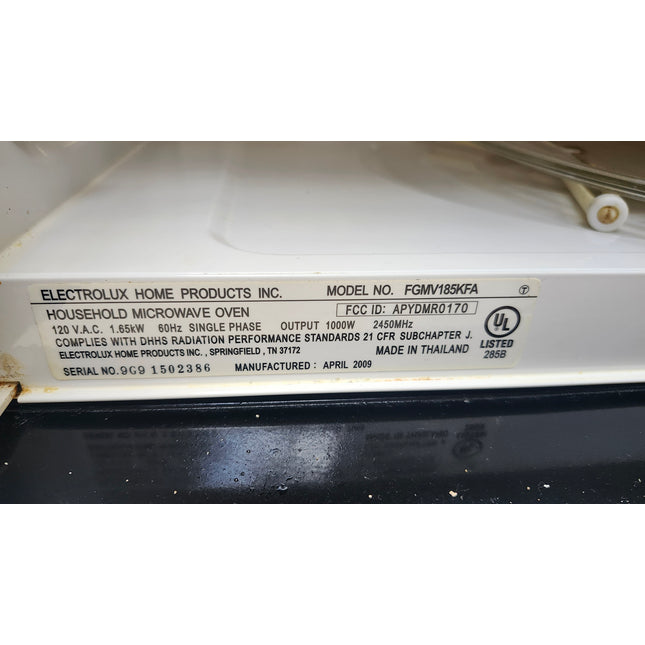 ELECTROLUX HOME PRODUCTS INC. MODEL NO. FGMV185KFA T
HOUSEHOLD MICROWAVE OVEN FCC ID: APYDMR0170
120 V.A.C. 1.65kW 60Hz SINGLE PHASE OUTPUT 1000W 2450MHz
COMPLIES WITH DHHS RADIATION PERFORMANCE STANDARDS 21 CFR SUBCHAPTER J.
ELECTROLUX HOME PRODUCTS INC. , SPRINGFIELD , TN 37172 MADE IN THAILAND
SERIAL NO. 9G9 1502386 MANUFACTURED : APRIL 2009
UL
LISTED
285B